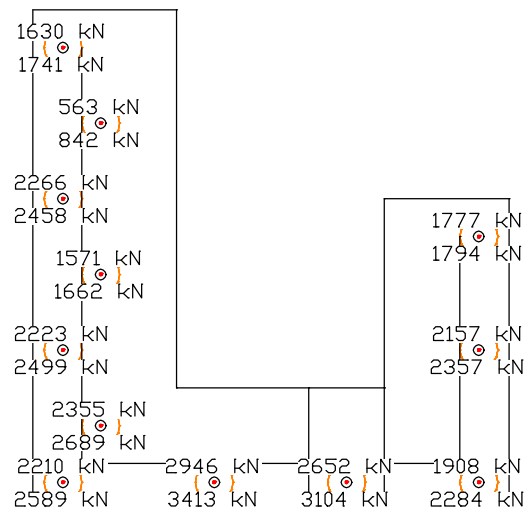 1630 kN
1741 kN
563 kN
842 kN
2266 kN
2458 kN
1777 kN
1794 kN
1571 kN
1662 kN
2223 kN
2499 kN
2157 kN
2357 kN
2355 kN
2689 kN
2210 kN
2589 kN
2946 kN
3413 kN
2652 kN
3104 kN
1908 kN
2284 kN